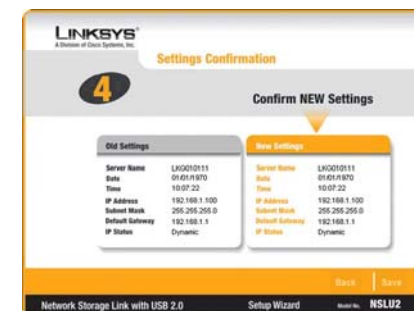 LINKSYS®
A Division of Cisco Systems, Inc.
Settings Confirmation
4
Confirm NEW Settings
Old Settings
Server Name LKG010111
Date 01/01/1970
Time 10:07:22
IP Address 192.168.1.100
Subnet Mask 255.255.255.0
Default Gateway 192.168.1.1
IP Status Dynamic
New Settings
Server Name LKG010111
Date 01/01/1970
Time 10:07:22
IP Address 192.168.1.100
Subnet Mask 255.255.255.0
Default Gateway 192.168.1.1
IP Status Dynamic
Back Save
Network Storage Link with USB 2.0 Setup Wizard Model No. NSLU2